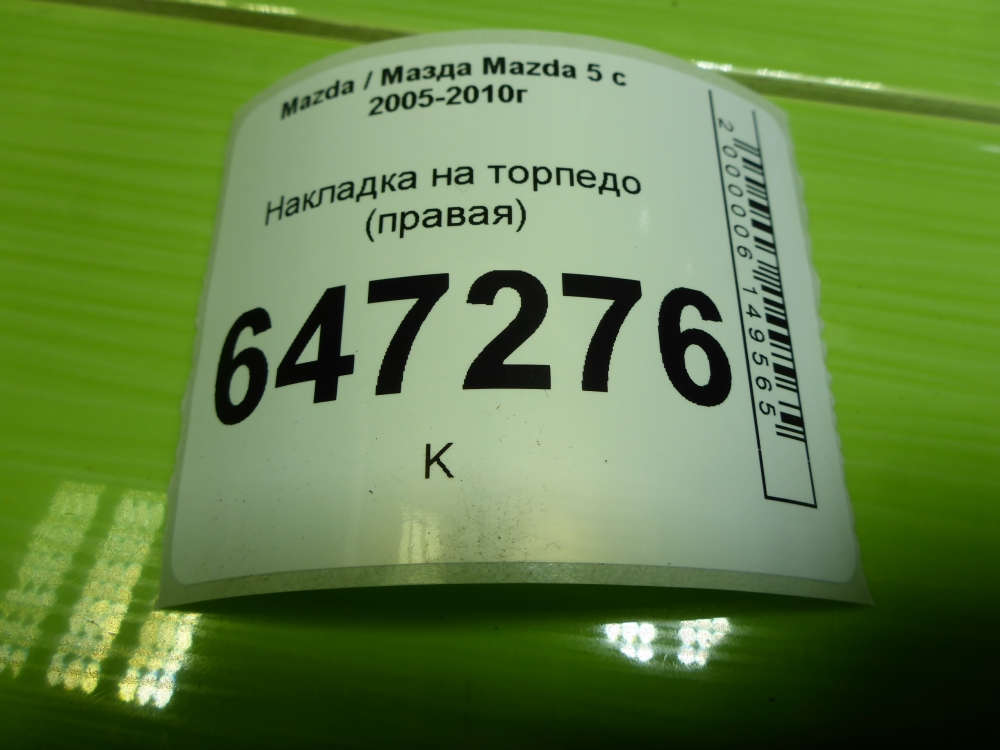 Mazda / Мазда Mazda 5 с
2005-2010г
Накладка на торпедо
(правая)
647276
К
2000006149565